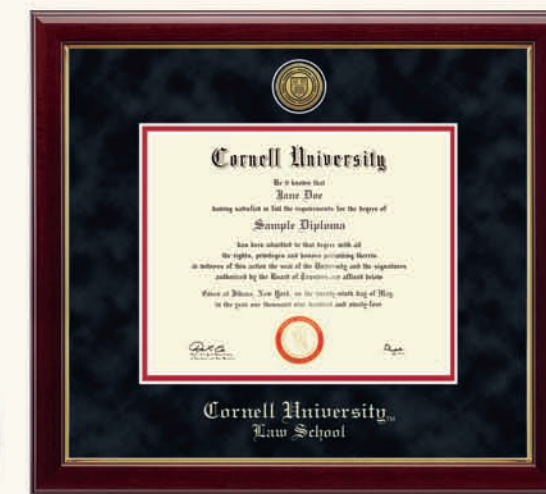 Cornell University
Be it known that
Jane Doe
having satisfied in full the requirements for the degree of
Sample Diploma
has been admitted to that degree with all
the rights, privileges and honors pertaining thereto
in witness of this action the seal of the University and the signatures
authorized by the Board of Trustees are affixed below
Given at Ithaca, New York, on the twenty-ninth day of May
in the year one thousand nine hundred and ninety-four
Cornell University™
Law School